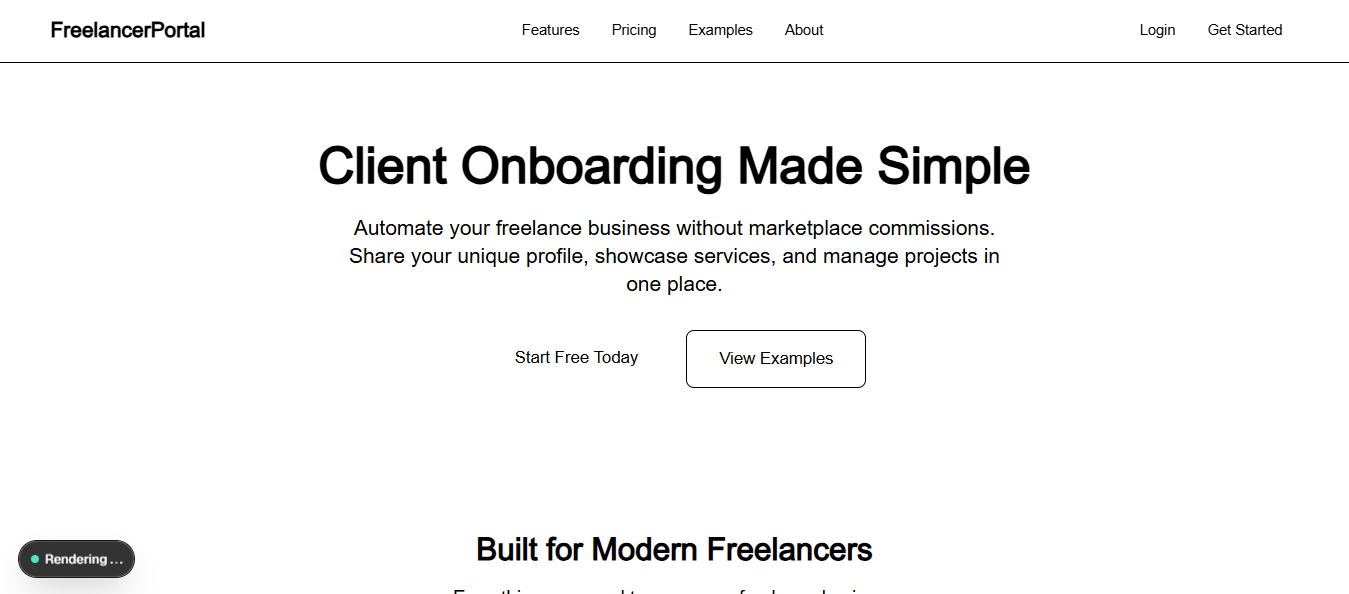 FreelancerPortal
Features Pricing Examples About
Login Get Started
Client Onboarding Made Simple
Automate your freelance business without marketplace commissions.
Share your unique profile, showcase services, and manage projects in
one place.
Start Free Today
View Examples
Built for Modern Freelancers
Rendering ...